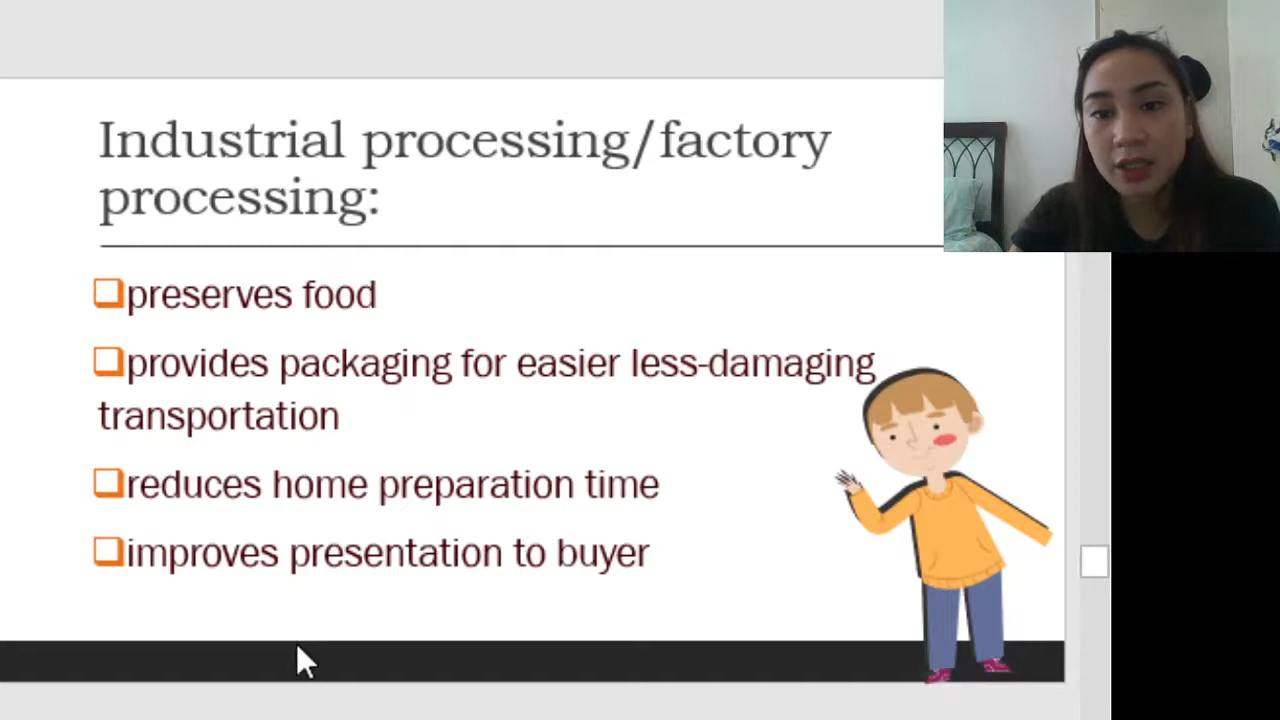 Industrial processing/factory
processing:
preserves food
provides packaging for easier less-damaging
transportation
reduces home preparation time
improves presentation to buyer